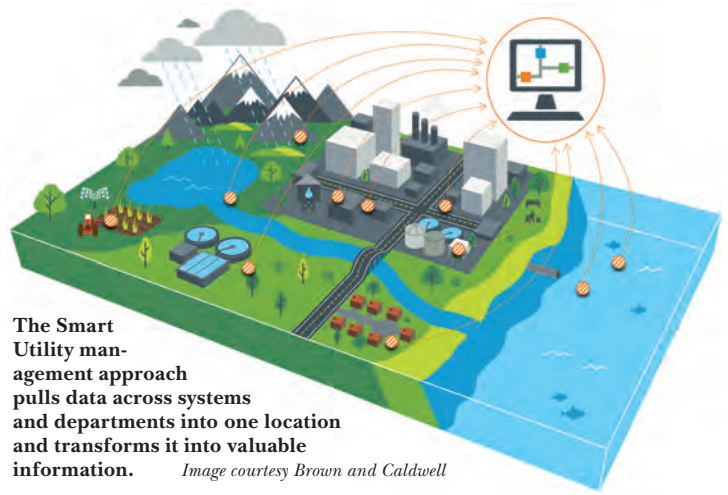 The Smart
Utility man-
agement approach
pulls data across systems
and departments into one location
and transforms it into valuable
information. Image courtesy Brown and Caldwell